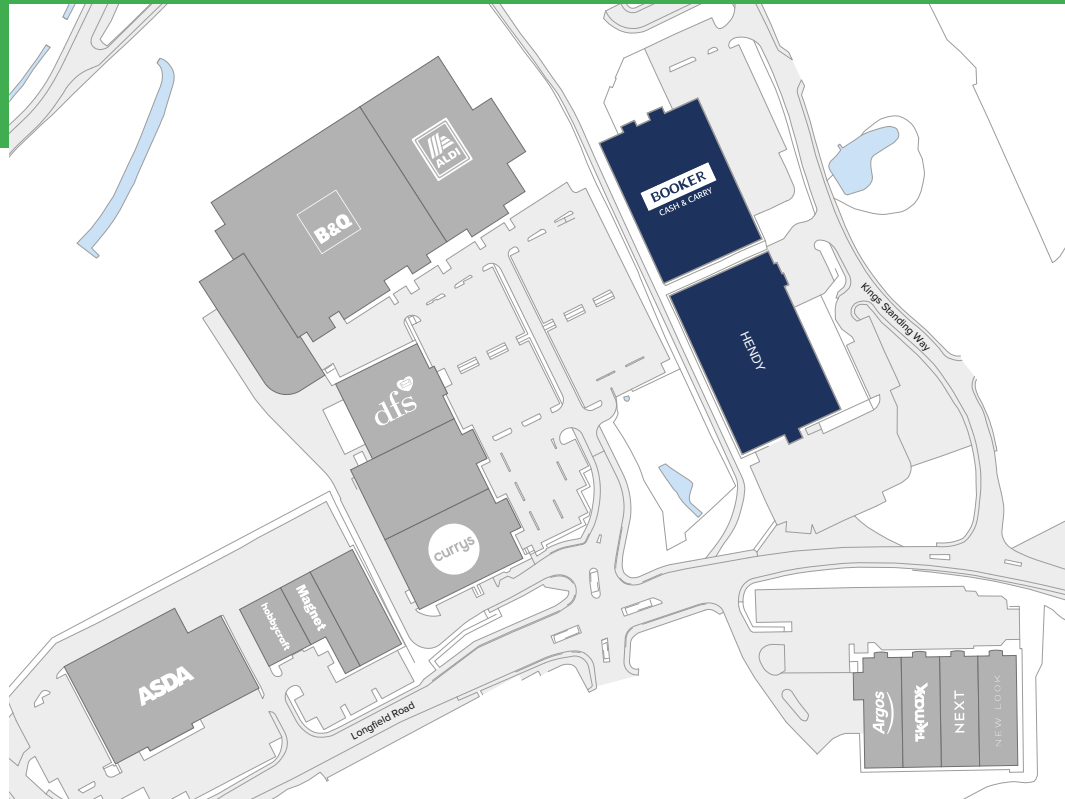 ALDI
B&Q
BOOKER
CASH & CARRY
HENDY
Kings Standing Way
dfs
currys
hobbycraft
Magnet
ASDA
Longfield Road
Argos
T.K.maxx
NEXT
NEW LOOK